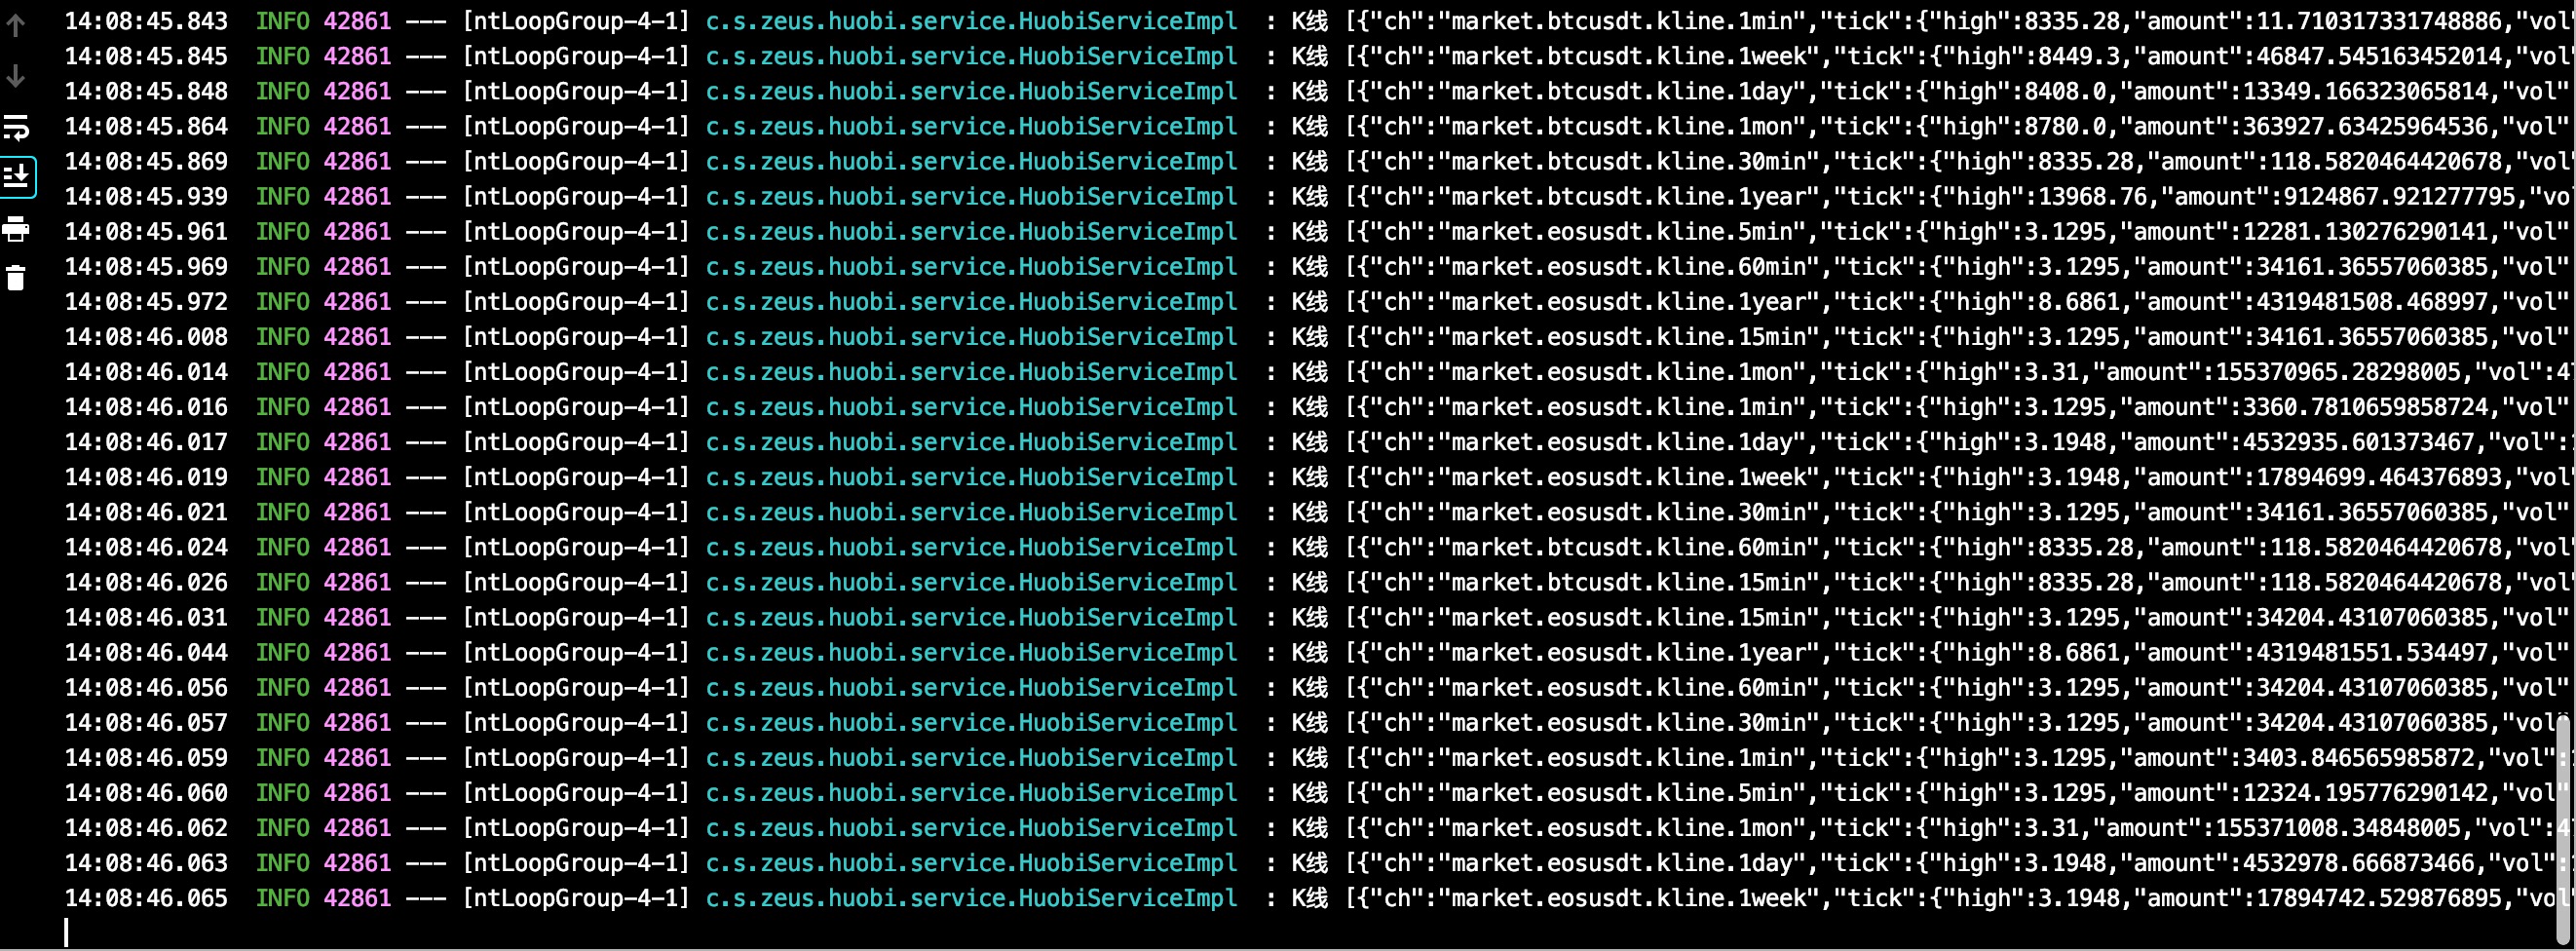 14:08:45.843  INFO 42861 --- [ntLoopGroup-4-1] c.s.zeus.huobi.service.HuobiServiceImpl  : K线 [{"ch":"market.btcusdt.kline.1min","tick":{"high":8335.28,"amount":11.710317331748886,"vol
14:08:45.845  INFO 42861 --- [ntLoopGroup-4-1] c.s.zeus.huobi.service.HuobiServiceImpl  : K线 [{"ch":"market.btcusdt.kline.1week","tick":{"high":8449.3,"amount":46847.545163452014,"vol
14:08:45.848  INFO 42861 --- [ntLoopGroup-4-1] c.s.zeus.huobi.service.HuobiServiceImpl  : K线 [{"ch":"market.btcusdt.kline.1day","tick":{"high":8408.0,"amount":13349.166323065814,"vol"
14:08:45.864  INFO 42861 --- [ntLoopGroup-4-1] c.s.zeus.huobi.service.HuobiServiceImpl  : K线 [{"ch":"market.btcusdt.kline.1mon","tick":{"high":8780.0,"amount":363927.63425964536,"vol"
14:08:45.869  INFO 42861 --- [ntLoopGroup-4-1] c.s.zeus.huobi.service.HuobiServiceImpl  : K线 [{"ch":"market.btcusdt.kline.30min","tick":{"high":8335.28,"amount":118.5820464420678,"vol
14:08:45.939  INFO 42861 --- [ntLoopGroup-4-1] c.s.zeus.huobi.service.HuobiServiceImpl  : K线 [{"ch":"market.btcusdt.kline.1year","tick":{"high":13968.76,"amount":9124867.921277795,"vo
14:08:45.961  INFO 42861 --- [ntLoopGroup-4-1] c.s.zeus.huobi.service.HuobiServiceImpl  : K线 [{"ch":"market.eosusdt.kline.5min","tick":{"high":3.1295,"amount":12281.130276290141,"vol"
14:08:45.969  INFO 42861 --- [ntLoopGroup-4-1] c.s.zeus.huobi.service.HuobiServiceImpl  : K线 [{"ch":"market.eosusdt.kline.60min","tick":{"high":3.1295,"amount":34161.36557060385,"vol"
14:08:45.972  INFO 42861 --- [ntLoopGroup-4-1] c.s.zeus.huobi.service.HuobiServiceImpl  : K线 [{"ch":"market.eosusdt.kline.1year","tick":{"high":8.6861,"amount":4319481508.468997,"vol"
14:08:46.008  INFO 42861 --- [ntLoopGroup-4-1] c.s.zeus.huobi.service.HuobiServiceImpl  : K线 [{"ch":"market.eosusdt.kline.15min","tick":{"high":3.1295,"amount":34161.36557060385,"vol"
14:08:46.014  INFO 42861 --- [ntLoopGroup-4-1] c.s.zeus.huobi.service.HuobiServiceImpl  : K线 [{"ch":"market.eosusdt.kline.1mon","tick":{"high":3.31,"amount":155370965.28298005,"vol":4
14:08:46.016  INFO 42861 --- [ntLoopGroup-4-1] c.s.zeus.huobi.service.HuobiServiceImpl  : K线 [{"ch":"market.eosusdt.kline.1min","tick":{"high":3.1295,"amount":3360.7810659858724,"vol"
14:08:46.017  INFO 42861 --- [ntLoopGroup-4-1] c.s.zeus.huobi.service.HuobiServiceImpl  : K线 [{"ch":"market.eosusdt.kline.1day","tick":{"high":3.1948,"amount":4532935.601373467,"vol":
14:08:46.019  INFO 42861 --- [ntLoopGroup-4-1] c.s.zeus.huobi.service.HuobiServiceImpl  : K线 [{"ch":"market.eosusdt.kline.1week","tick":{"high":3.1948,"amount":17894699.464376893,"vol
14:08:46.021  INFO 42861 --- [ntLoopGroup-4-1] c.s.zeus.huobi.service.HuobiServiceImpl  : K线 [{"ch":"market.eosusdt.kline.30min","tick":{"high":3.1295,"amount":34161.36557060385,"vol"
14:08:46.024  INFO 42861 --- [ntLoopGroup-4-1] c.s.zeus.huobi.service.HuobiServiceImpl  : K线 [{"ch":"market.btcusdt.kline.60min","tick":{"high":8335.28,"amount":118.5820464420678,"vol
14:08:46.026  INFO 42861 --- [ntLoopGroup-4-1] c.s.zeus.huobi.service.HuobiServiceImpl  : K线 [{"ch":"market.btcusdt.kline.15min","tick":{"high":8335.28,"amount":118.5820464420678,"vol
14:08:46.031  INFO 42861 --- [ntLoopGroup-4-1] c.s.zeus.huobi.service.HuobiServiceImpl  : K线 [{"ch":"market.eosusdt.kline.15min","tick":{"high":3.1295,"amount":34204.43107060385,"vol"
14:08:46.044  INFO 42861 --- [ntLoopGroup-4-1] c.s.zeus.huobi.service.HuobiServiceImpl  : K线 [{"ch":"market.eosusdt.kline.1year","tick":{"high":8.6861,"amount":4319481551.534497,"vol"
14:08:46.056  INFO 42861 --- [ntLoopGroup-4-1] c.s.zeus.huobi.service.HuobiServiceImpl  : K线 [{"ch":"market.eosusdt.kline.60min","tick":{"high":3.1295,"amount":34204.43107060385,"vol"
14:08:46.057  INFO 42861 --- [ntLoopGroup-4-1] c.s.zeus.huobi.service.HuobiServiceImpl  : K线 [{"ch":"market.eosusdt.kline.30min","tick":{"high":3.1295,"amount":34204.43107060385,"vol"
14:08:46.059  INFO 42861 --- [ntLoopGroup-4-1] c.s.zeus.huobi.service.HuobiServiceImpl  : K线 [{"ch":"market.eosusdt.kline.1min","tick":{"high":3.1295,"amount":3403.846565985872,"vol":
14:08:46.060  INFO 42861 --- [ntLoopGroup-4-1] c.s.zeus.huobi.service.HuobiServiceImpl  : K线 [{"ch":"market.eosusdt.kline.5min","tick":{"high":3.1295,"amount":12324.195776290142,"vol"
14:08:46.062  INFO 42861 --- [ntLoopGroup-4-1] c.s.zeus.huobi.service.HuobiServiceImpl  : K线 [{"ch":"market.eosusdt.kline.1mon","tick":{"high":3.31,"amount":155371008.34848005,"vol":4
14:08:46.063  INFO 42861 --- [ntLoopGroup-4-1] c.s.zeus.huobi.service.HuobiServiceImpl  : K线 [{"ch":"market.eosusdt.kline.1day","tick":{"high":3.1948,"amount":4532978.666873466,"vol":
14:08:46.065  INFO 42861 --- [ntLoopGroup-4-1] c.s.zeus.huobi.service.HuobiServiceImpl  : K线 [{"ch":"market.eosusdt.kline.1week","tick":{"high":3.1948,"amount":17894742.529876895,"vol